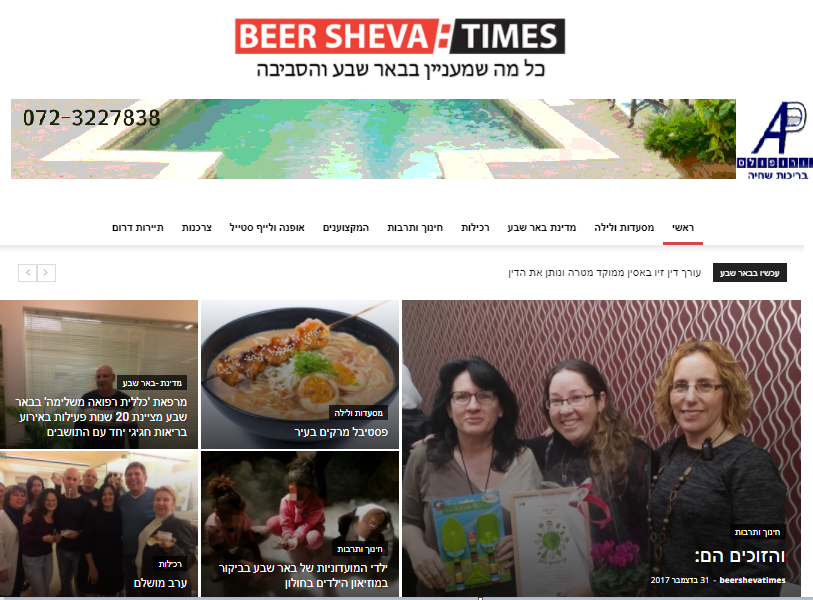 BEER SHEVA TIMES
כל מה שמעניין בבאר שבע והסביבה
072-3227838
בריכות שחיה
ראשי
מסעדות ולילה
מדינת באר שבע
רכילות
חינוך ותרבות
המקצוענים
אופנה ולייף סטייל
צרכנות
תיירות דרום
עכשיו בבאר שבע
עורך דין זיו באסין ממוקד מטרה ונותן את הדין
חינוך ותרבות
והזוכים הם:
beershevatimes - 31 בדצמבר 2017
מסעדות ולילה
פסטיבל מרקים בעיר
מדינת -באר שבע
מרפאת 'כללית רפואה משלימה' בבאר
שבע מציינת 20 שנות פעילות באירוע
בריאות חגיגי יחד עם התושבים
חינוך ותרבות
ילדי המועדוניות של באר שבע בביקור
במוזיאון הילדים בחולון
רכילות
ערב מושלם